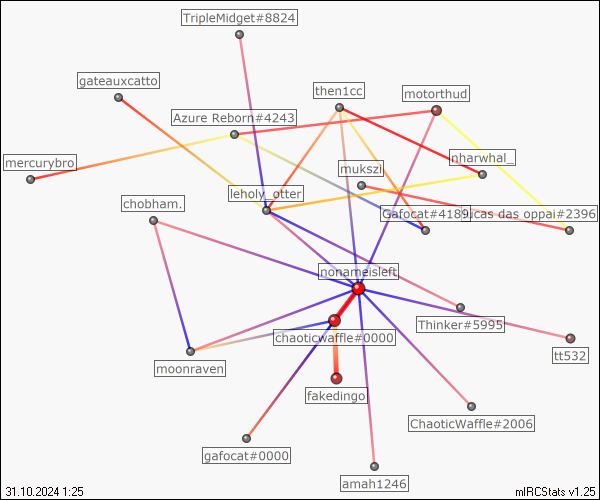 TripleMidget#8824
gateauxcatto
then1cc
motorthud
Azure Reborn#4243
nharwhal_
mercurybro
mukszi
leholy_otter
chobham.
Gafocat#4189
icas das oppai#2396
nonameisleft
Thinker#5995
chaoticwaffle#0000
tt532
moonraven
fakedingo
ChaoticWaffle#2006
gafocat#0000
amah1246
31.10.2024 1:25
mIRCStats v1.25